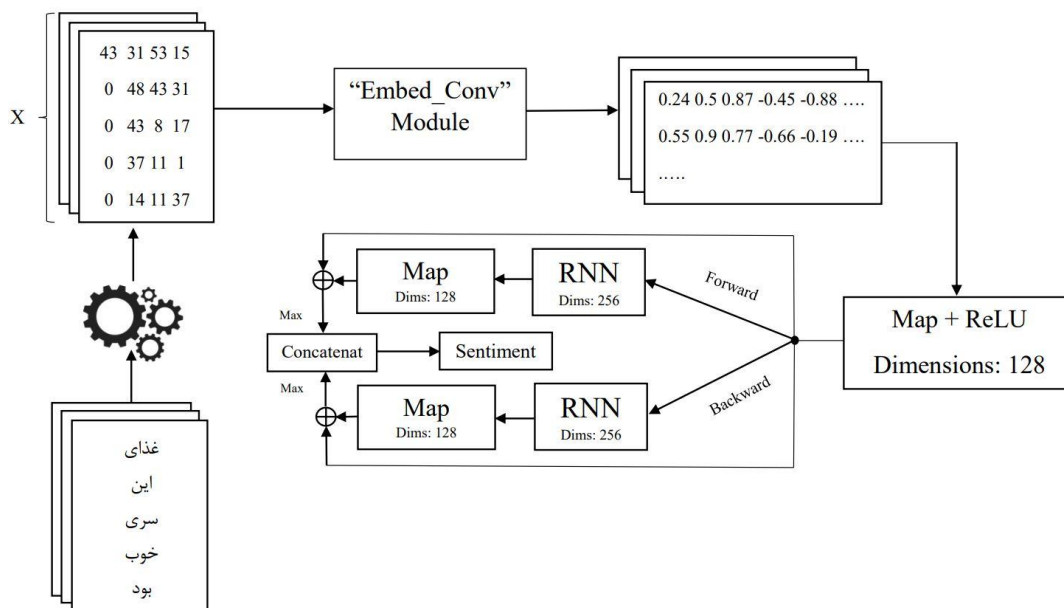 X
43 31 53 15
0 48 43 31
0 43 8 17
0 37 11 1
0 14 11 37
“Embed_Conv”
Module
0.24 0.5 0.87 -0.45 -0.88 ....
0.55 0.9 0.77 -0.66 -0.19 ....
.....
Map
Dims: 128
RNN
Dims: 256
Forward
Map + ReLU
Dimensions: 128
Max
Concatenat
Sentiment
Max
Backward
Map
Dims: 128
RNN
Dims: 256
غذای
این
سری
خوب
بود